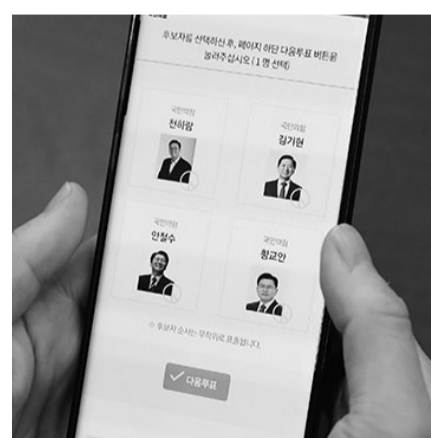 후보자를 선택하신 후, 페이지 하단 다음투표 버튼을
눌러주십시오 (1명 선택)
국민의힘
천하람
국민의힘
김기현
국민의힘
안철수
국민의힘
황교안
※ 후보자 순서는 무작위로 표출됩니다.
✓ 다음투표